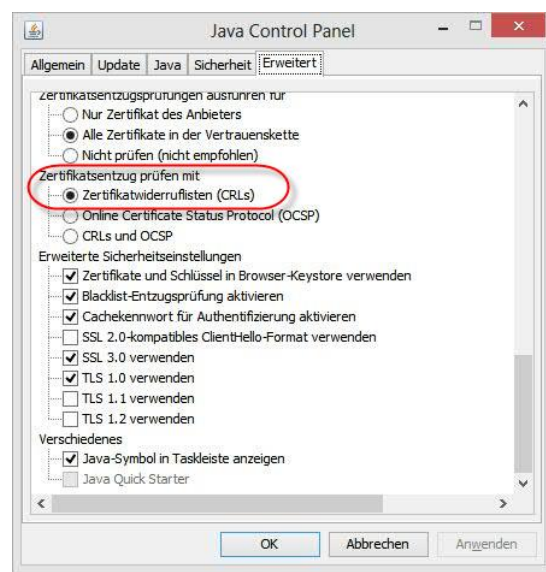 Java Control Panel
Allgemein Update Java Sicherheit Erweitert
Zertifikatsentzugsprüfungen ausführen für
Nur Zertifikat des Anbieters
Alle Zertifikate in der Vertrauenskette
Nicht prüfen (nicht empfohlen)
Zertifikatsentzug prüfen mit
Zertifikatwiderruflisten (CRLs)
Online Certificate Status Protocol (OCSP)
CRLs und OCSP
Erweiterte Sicherheitseinstellungen
Zertifikate und Schlüssel in Browser-Keystore verwenden
Blacklist-Entzugsprüfung aktivieren
Cachekennwort für Authentifizierung aktivieren
SSL 2.0-kompatibles ClientHello-Format verwenden
SSL 3.0 verwenden
TLS 1.0 verwenden
TLS 1.1 verwenden
TLS 1.2 verwenden
Verschiedenes
Java-Symbol in Taskleiste anzeigen
Java Quick Starter
OK Abbrechen Anwenden